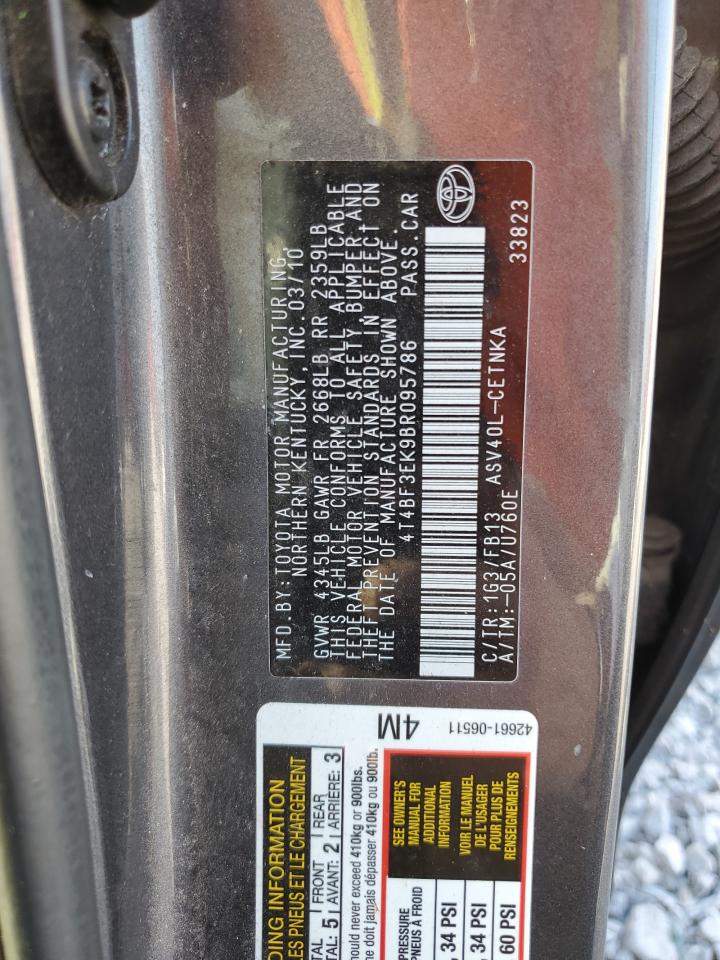 MFD.BY: TOYOTA MOTOR MANUFACTURING,
NORTHERN KENTUCKY, INC 03/10
GVWR 4345LB GAWR FR 2668LB RR 2359LB
THIS VEHICLE CONFORMS TO ALL APPLICABLE
FEDERAL MOTOR VEHICLE SAFETY, BUMPER AND
THEFT PREVENTION STANDARDS IN EFFECT ON
THE DATE OF MANUFACTURE SHOWN ABOVE.
4T4BF3EK9BR095786 PASS.CAR
C/TR:1G3/FB13 ASV40L-CETNKA
A/TM:-05A/U760E 33823
DING INFORMATION
LES PNEUS ET LE CHARGEMENT
TAL FRONT REAR
TAL: 5 AVANT: 2 ARRIÈRE: 3
ould never exceed 410kg or 900lbs.
ne doit jamais dépasser 410kg ou 900lb.
4M
42661-06511
PRESSURE
PNEUS À FROID
, 34 PSI
, 34 PSI
60 PSI
SEE OWNER'S
MANUAL FOR
ADDITIONAL
INFORMATION
VOIR LE MANUEL
DE L'USAGER
POUR PLUS DE
RENSEIGNEMENTS